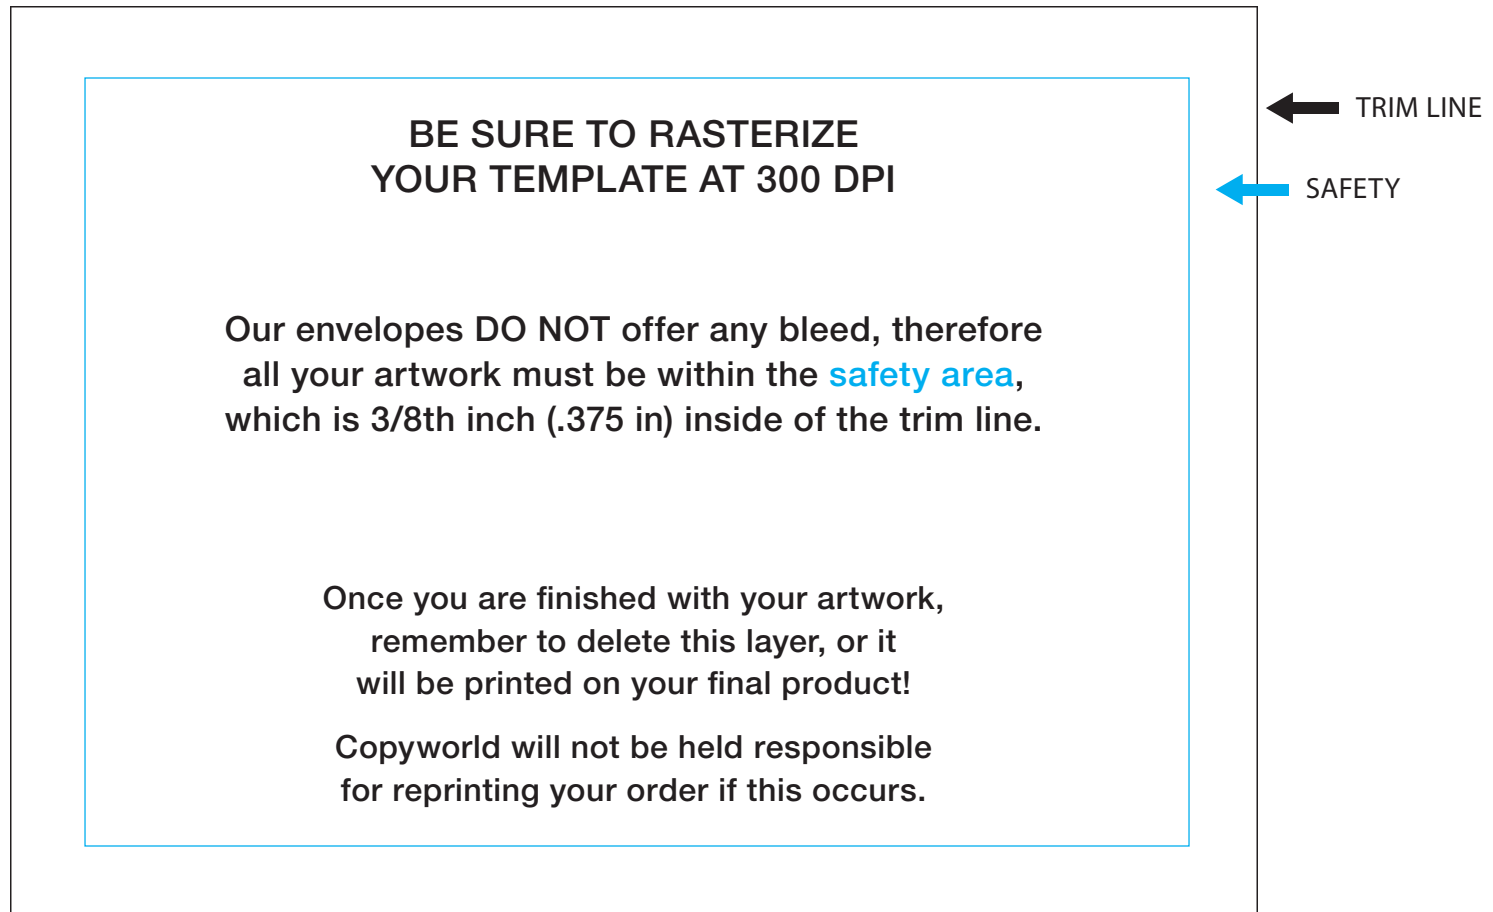 BE SURE TO RASTERIZE
YOUR TEMPLATE AT 300 DPI
TRIM LINE
SAFETY
Our envelopes DO NOT offer any bleed, therefore
all your artwork must be within the safety area,
which is 3/8th inch (.375 in) inside of the trim line.
Once you are finished with your artwork,
remember to delete this layer, or it
will be printed on your final product!
Copyworld will not be held responsible
for reprinting your order if this occurs.